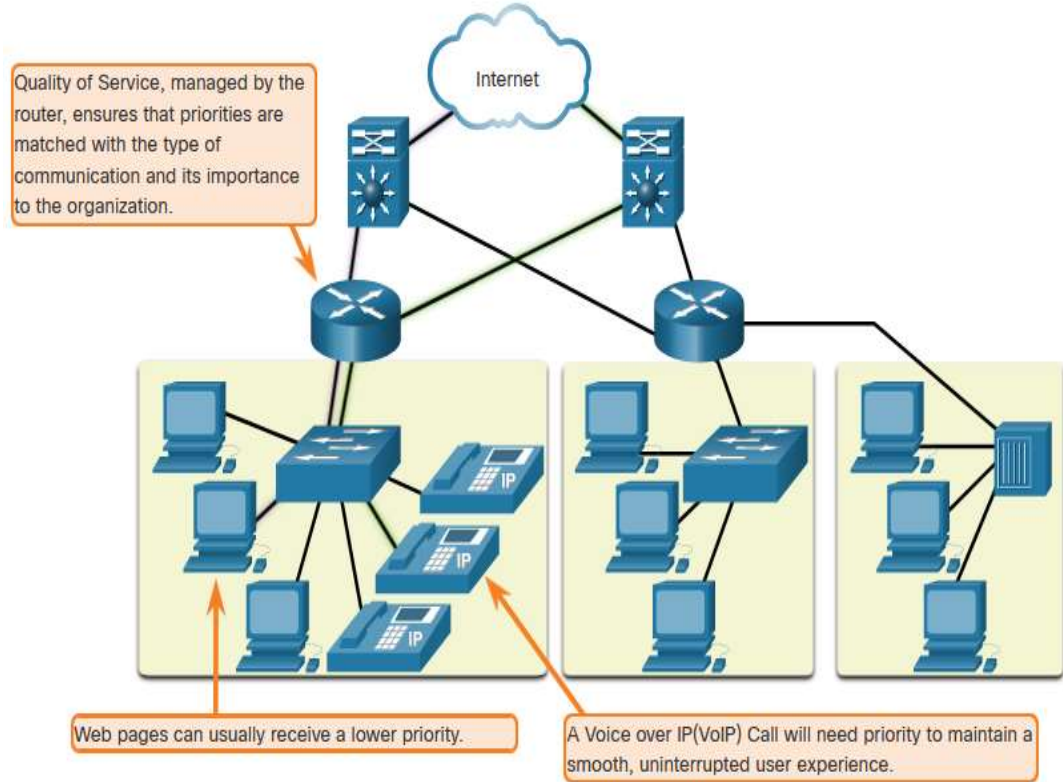 Internet
Quality of Service, managed by the
router, ensures that priorities are
matched with the type of
communication and its importance
to the organization.
IP
IP
IP
Web pages can usually receive a lower priority.
A Voice over IP(VoIP) Call will need priority to maintain a
smooth, uninterrupted user experience.